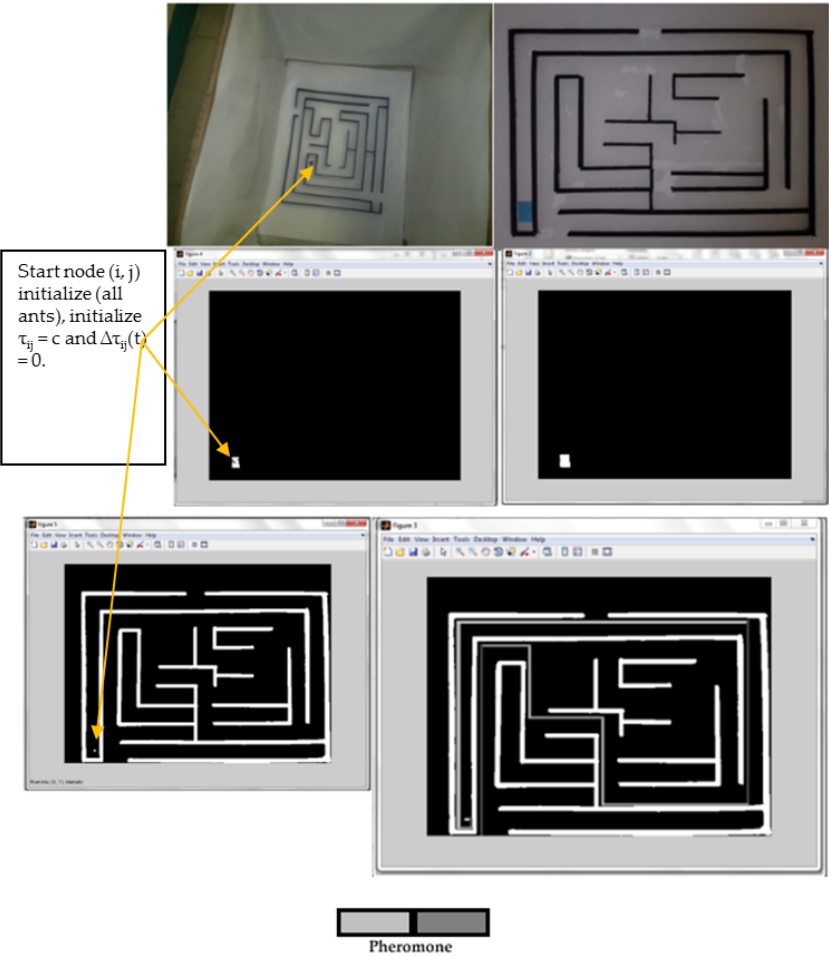 Start node (i, j)
initialize (all
ants), initialize
τij = c and Δτij(t)
= 0.
Figure 4
File Edit View Insert Tools Desktop Window Help
Figure 2
File Edit View Insert Tools Desktop Window Help
Figure 5
File Edit View Insert Tools Desktop Window Help
Figure 3
File Edit View Insert Tools Desktop Window Help
Pheromone